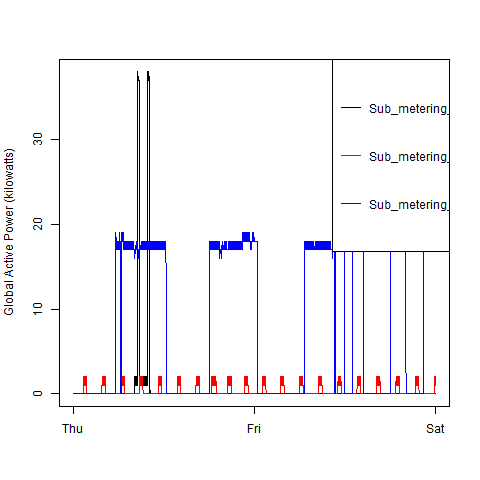 Sub_metering_
Sub_metering_
Sub_metering_
Global Active Power (kilowatts)
30
20
10
0
Thu Fri Sat